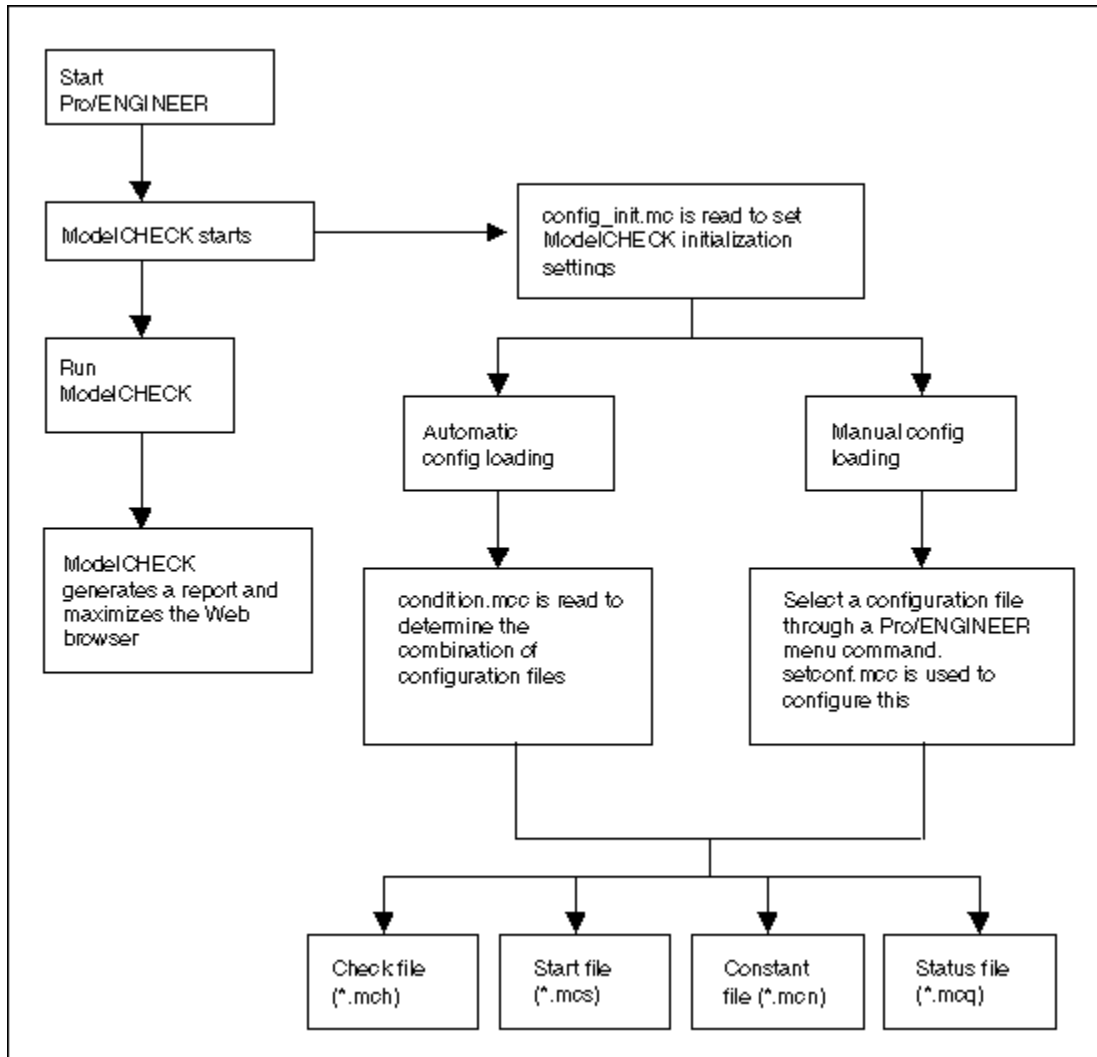 Start
Pro/ENGINEER
ModelCHECK starts
config_init.mc is read to set
ModelCHECK initialization
settings
Run
ModelCHECK
Automatic
config loading
Manual config
loading
ModelCHECK
generates a report and
maximizes the Web
browser
condition.mcc is read to
determine the
combination of
configuration files
Select a configuration file
through a Pro/ENGINEER
menu command.
setconf.mcc is used to
configure this
Check file
(*.mch)
Start file
(*.mcs)
Constant
file (*.mcn)
Status file
(*.mcq)